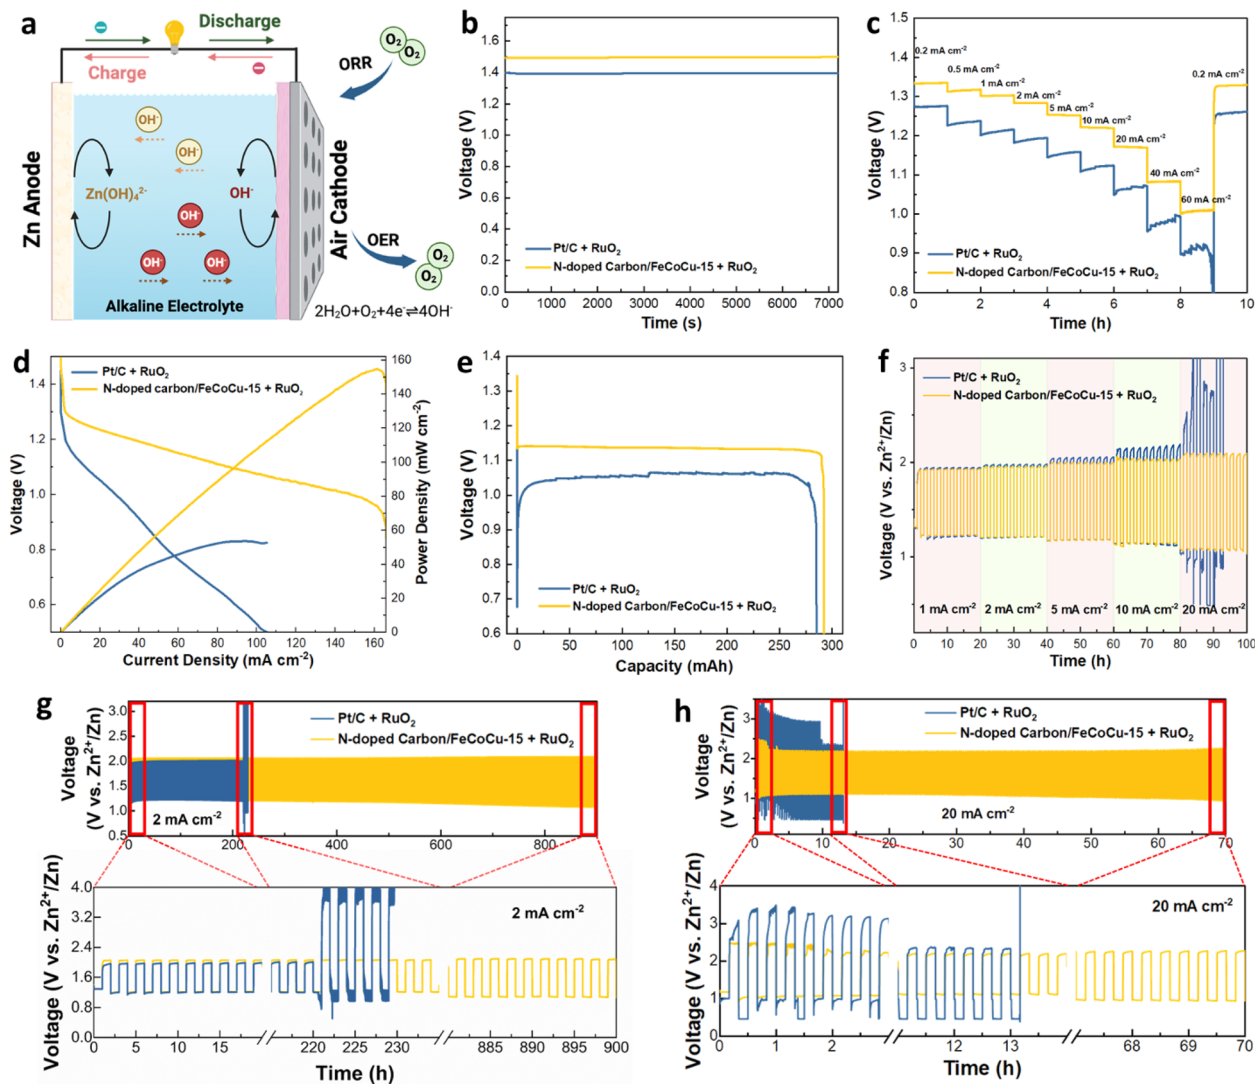 a
Discharge
Charge
O₂
O₂
ORR
Zn Anode
OH⁻
OH⁻
Zn(OH)₄²⁻
OH⁻
OH⁻
OH⁻
OH⁻
Air Cathode
OER
O₂
O₂
Alkaline Electrolyte
2H₂O+O₂+4e⁻⇌4OH⁻
b
Voltage (V)
1.6
1.4
1.2
1.0
0.8
0.6
0.4
0.2
0.0
Pt/C + RuO₂
N-doped Carbon/FeCoCu-15 + RuO₂
0 1000 2000 3000 4000 5000 6000 7000
Time (s)
c
Voltage (V)
1.5
1.4
1.3
1.2
1.1
1.0
0.9
0.8
0.2 mA cm⁻²
0.5 mA cm⁻²
1 mA cm⁻²
2 mA cm⁻²
5 mA cm⁻²
10 mA cm⁻²
20 mA cm⁻²
40 mA cm⁻²
60 mA cm⁻²
0.2 mA cm⁻²
Pt/C + RuO₂
N-doped Carbon/FeCoCu-15 + RuO₂
0 2 4 6 8 10
Time (h)
d
Voltage (V)
1.4
1.2
1.0
0.8
0.6
Pt/C + RuO₂
N-doped carbon/FeCoCu-15 + RuO₂
160
140
120
100
80
60
40
20
0
Power Density (mW cm⁻²)
0 20 40 60 80 100 120 140 160
Current Density (mA cm⁻²)
e
Voltage (V)
1.4
1.3
1.2
1.1
1.0
0.9
0.8
0.7
0.6
Pt/C + RuO₂
N-doped Carbon/FeCoCu-15 + RuO₂
0 50 100 150 200 250 300
Capacity (mAh)
f
Voltage (V vs. Zn²⁺/Zn)
3
2
1
Pt/C + RuO₂
N-doped Carbon/FeCoCu-15 + RuO₂
1 mA cm⁻² 2 mA cm⁻² 5 mA cm⁻² 10 mA cm⁻² 20 mA cm⁻²
0 10 20 30 40 50 60 70 80 90 100
Time (h)
g
Voltage
(V vs. Zn²⁺/Zn)
3.0
2.5
2.0
1.5
1.0
0.5
Pt/C + RuO₂
N-doped Carbon/FeCoCu-15 + RuO₂
2 mA cm⁻²
0 200 400 600 800
Voltage (V vs. Zn²⁺/Zn)
4.0
3.2
2.4
1.6
0.8
0.0
2 mA cm⁻²
0 5 10 15 220 225 230 885 890 895 900
Time (h)
h
Voltage
(V vs. Zn²⁺/Zn)
3
2
1
Pt/C + RuO₂
N-doped Carbon/FeCoCu-15 + RuO₂
20 mA cm⁻²
0 10 20 30 40 50 60 70
Voltage (V vs. Zn²⁺/Zn)
4
3
2
1
0
20 mA cm⁻²
0 1 2 12 13 68 67 70
Time (h)